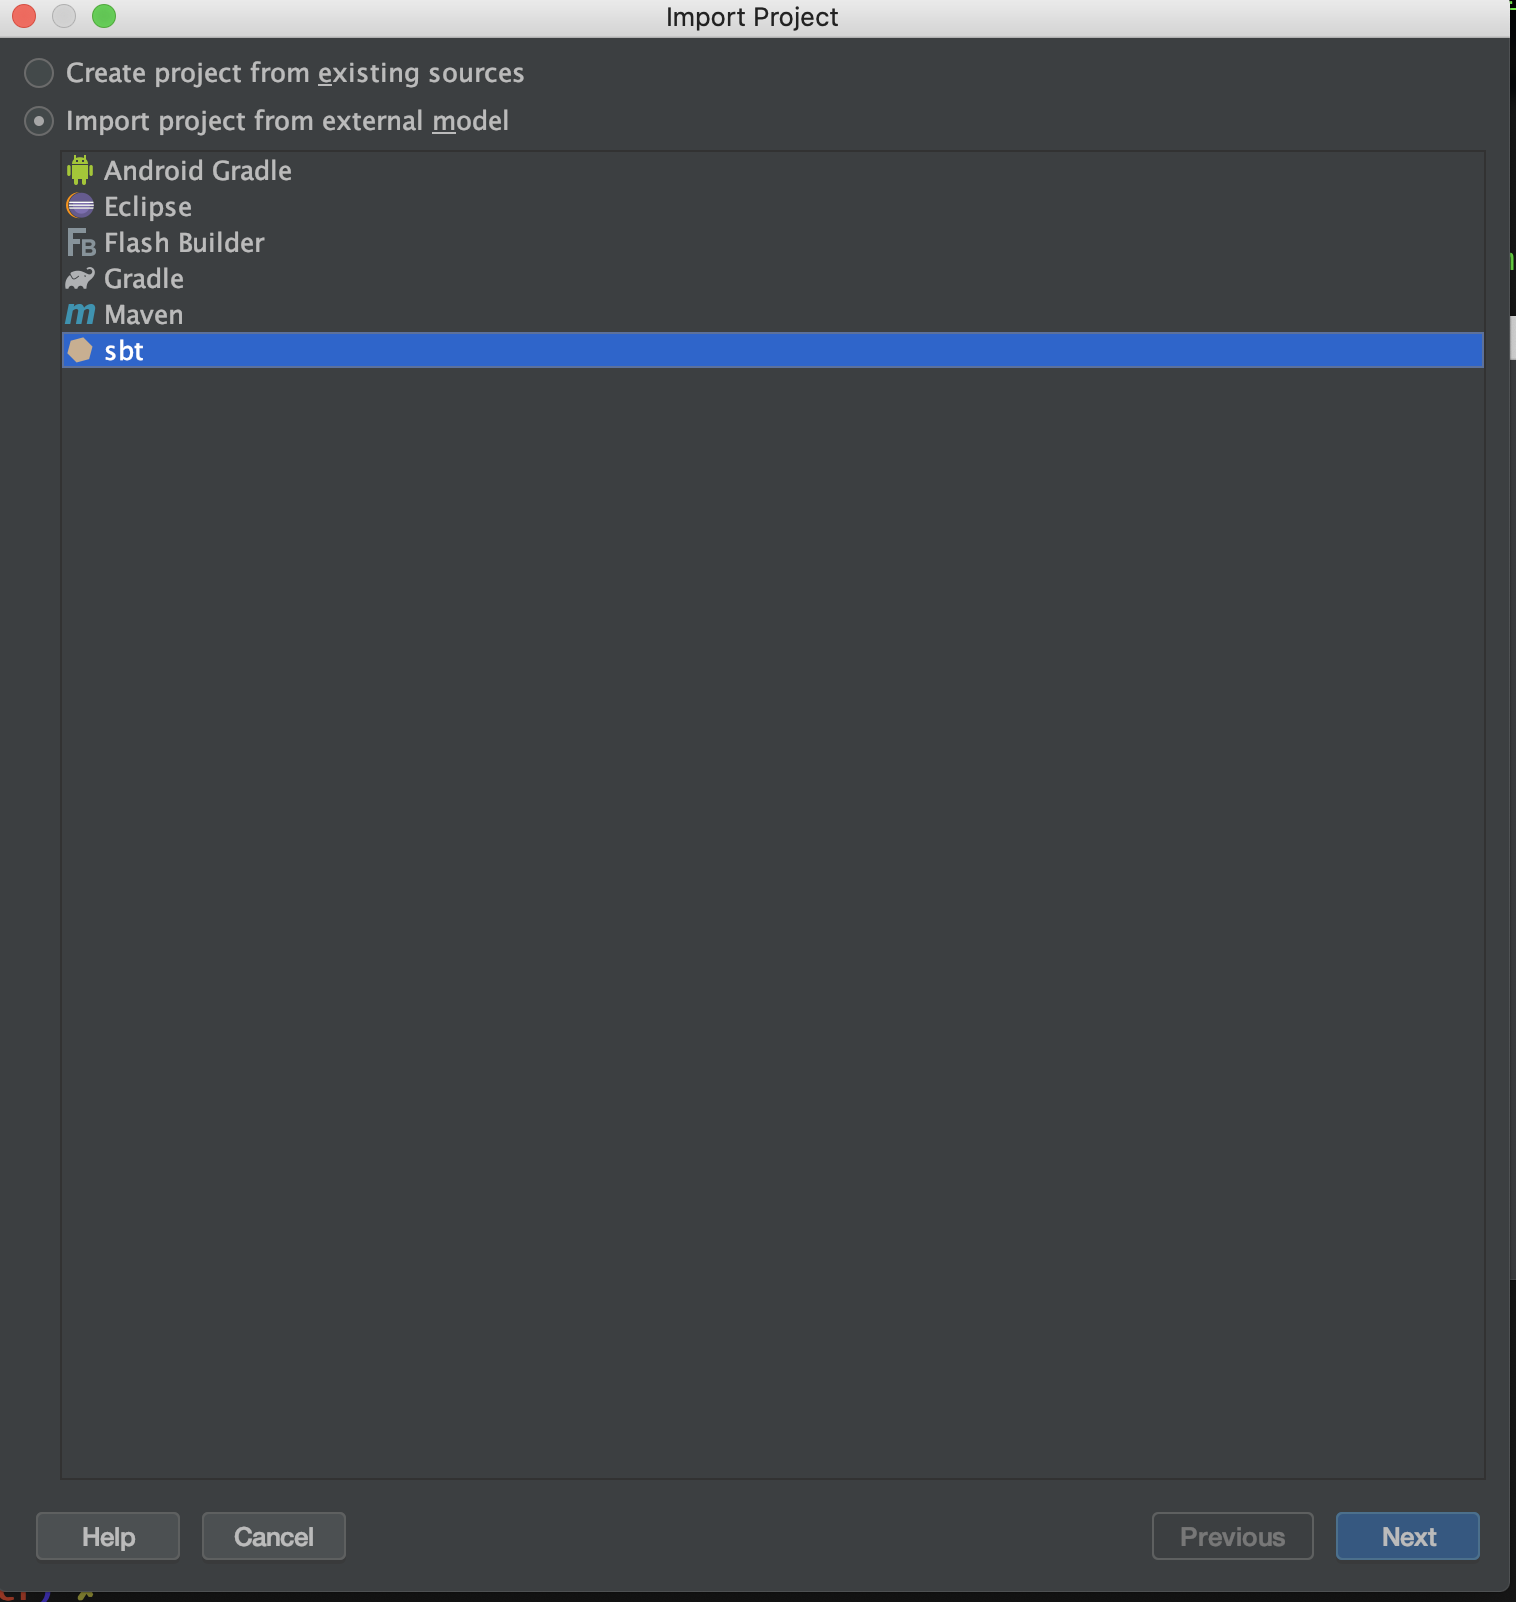 Import Project
Create project from existing sources
Import project from external model
Android Gradle
Eclipse
FB Flash Builder
Gradle
m Maven
sbt
Help Cancel Previous Next